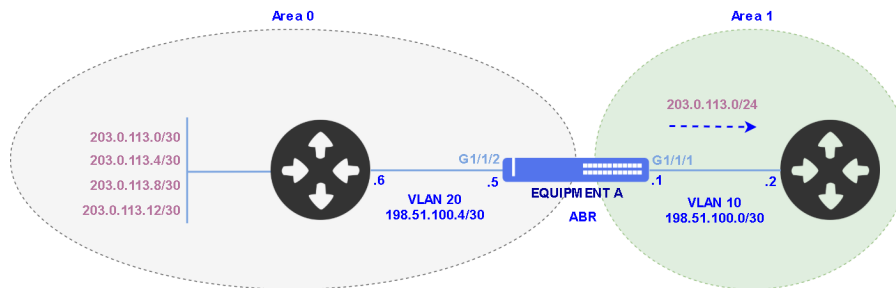 Area 0
Area 1
203.0.113.0/24
203.0.113.0/30
203.0.113.4/30
203.0.113.8/30
203.0.113.12/30
G1/1/2
G1/1/1
.6
.5
.1
.2
EQUIPMENT A
VLAN 20
198.51.100.4/30
ABR
VLAN 10
198.51.100.0/30